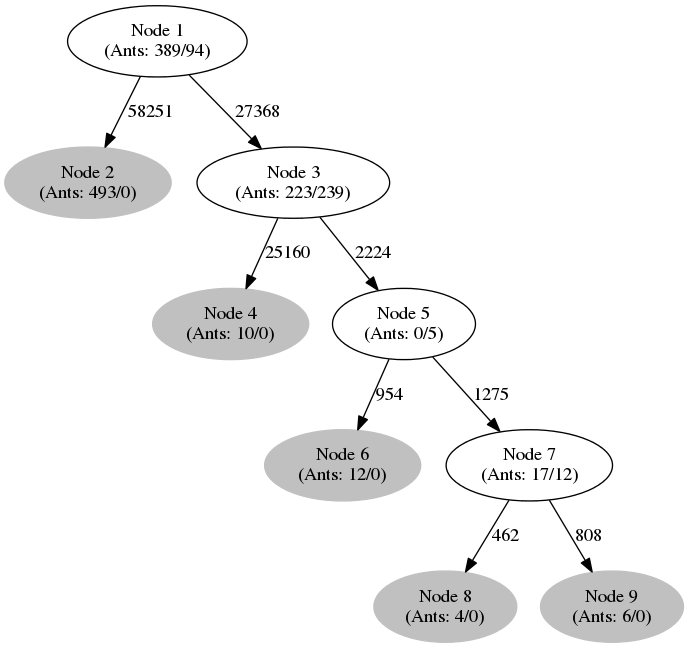 Node 1
(Ants: 389/94)
58251
27368
Node 2
(Ants: 493/0)
Node 3
(Ants: 223/239)
25160
2224
Node 4
(Ants: 10/0)
Node 5
(Ants: 0/5)
954
1275
Node 6
(Ants: 12/0)
Node 7
(Ants: 17/12)
462
808
Node 8
(Ants: 4/0)
Node 9
(Ants: 6/0)